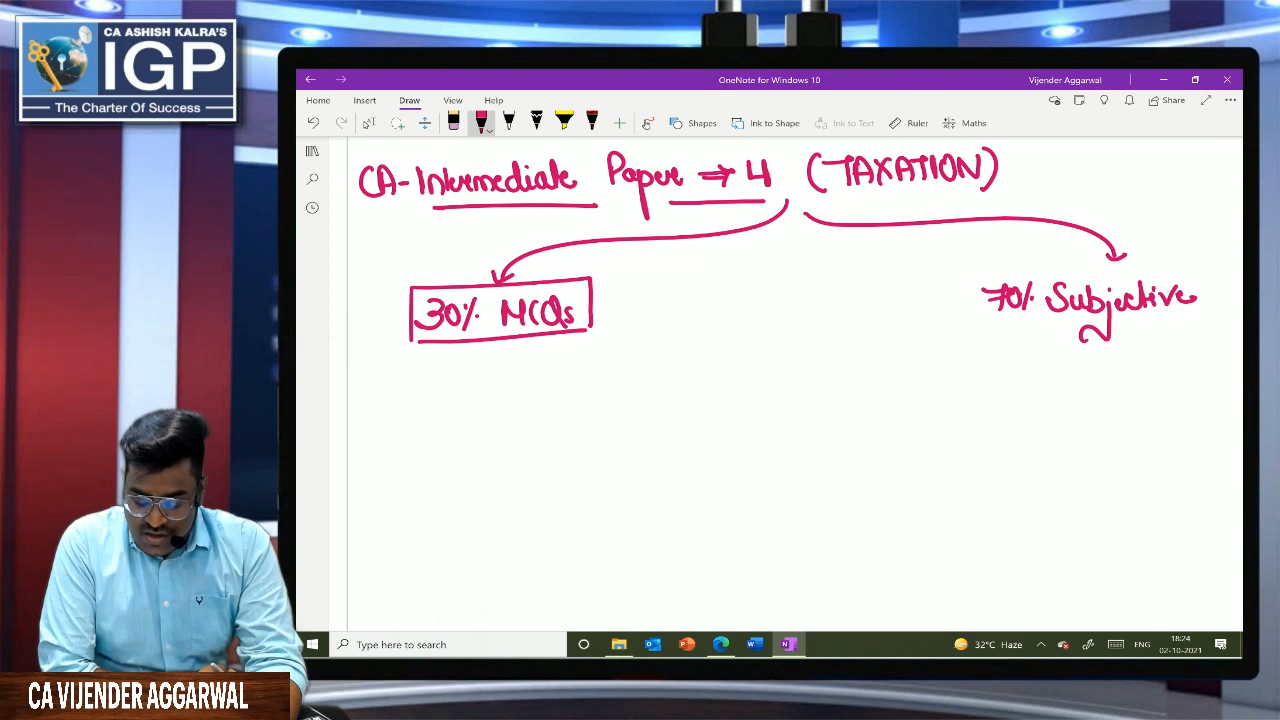 CA ASHISH KALRA'S
IGP
The Charter Of Success
OneNote for Windows 10
Vijender Aggarwal
Home Insert Draw View Help
Share
Shapes Ink to Shape Ink to Text Ruler Maths
CA-Intermediate Paper ⇒ 4 (TAXATION)
30% MCQs
70% Subjective
Type here to search
32°C Haze
ENG
18:24
02-10-2021
CA VIJENDER AGGARWAL